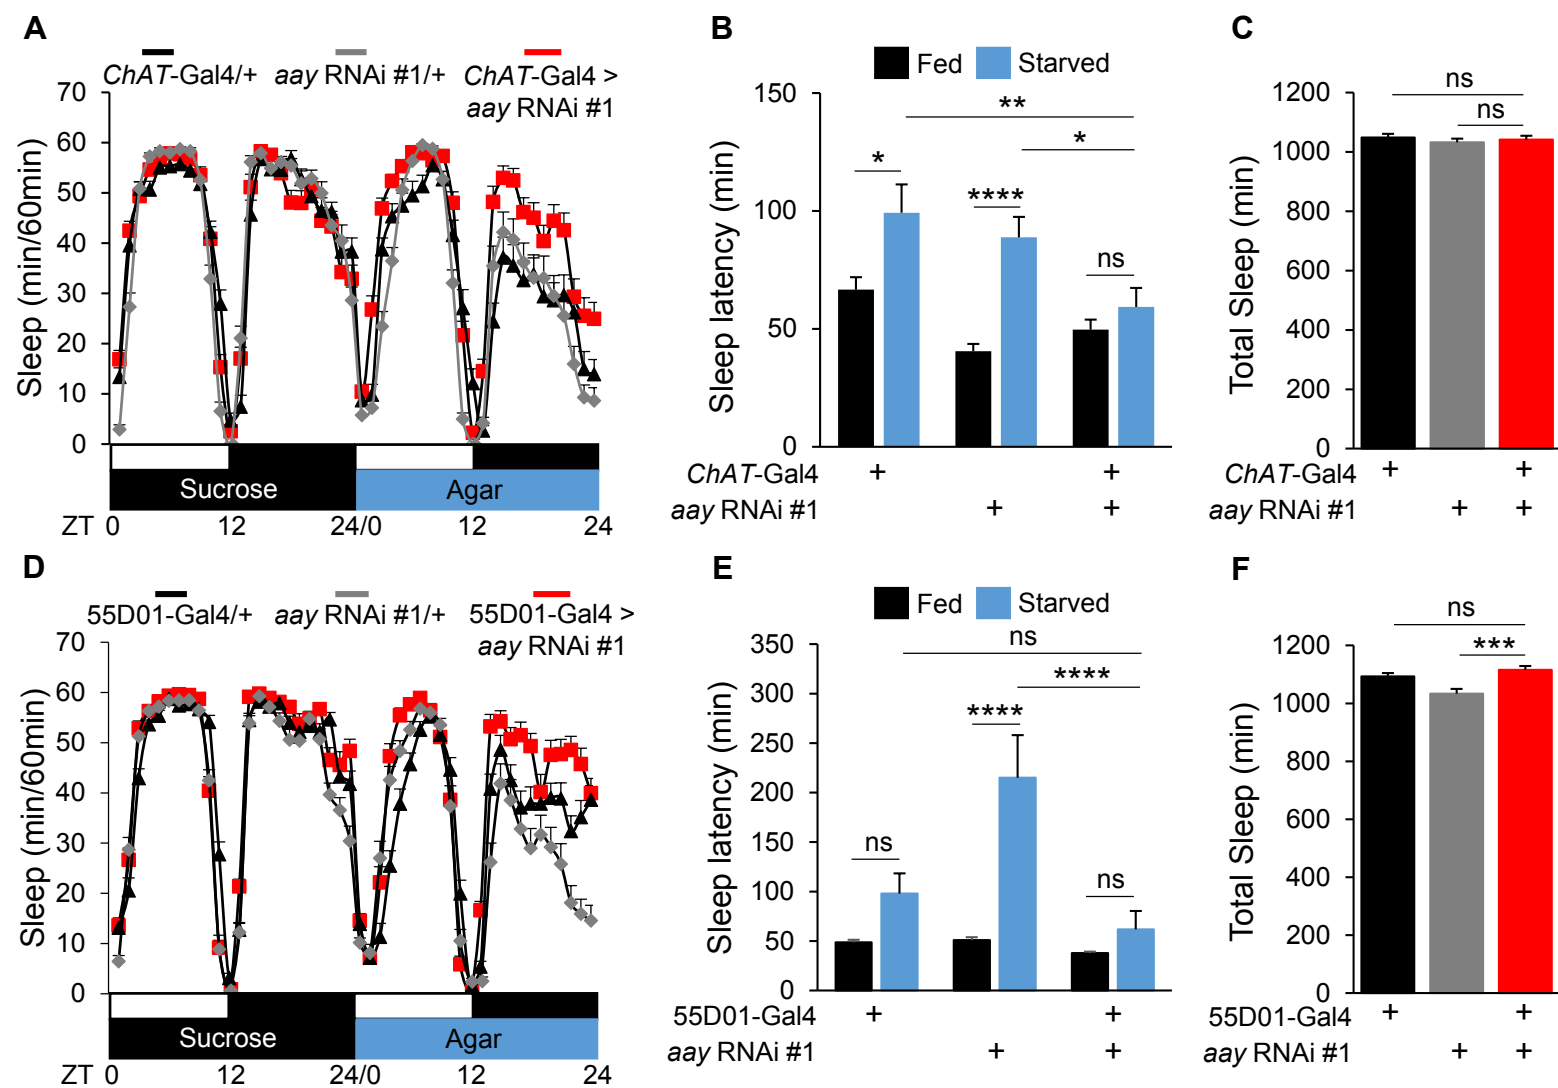 A
ChAT-Gal4/+ aay RNAi #1/+ ChAT-Gal4 >
aay RNAi #1
Sleep (min/60min)
70
60
50
40
30
20
10
0
Sucrose Agar
ZT 0 12 24/0 12 24
B
Fed Starved
Sleep latency (min)
150
100
50
0
* **** ns ** *
ChAT-Gal4 + +
aay RNAi #1 + +
C
Total Sleep (min)
1200
1000
800
600
400
200
0
ns
ns
ChAT-Gal4 + +
aay RNAi #1 + +
D
55D01-Gal4/+ aay RNAi #1/+ 55D01-Gal4 >
aay RNAi #1
Sleep (min/60min)
70
60
50
40
30
20
10
0
Sucrose Agar
ZT 0 12 24/0 12 24
E
Fed Starved
Sleep latency (min)
350
300
250
200
150
100
50
0
ns **** ns ns ****
55D01-Gal4 + +
aay RNAi #1 + +
F
Total Sleep (min)
1200
1000
800
600
400
200
0
ns
***
55D01-Gal4 + +
aay RNAi #1 + +